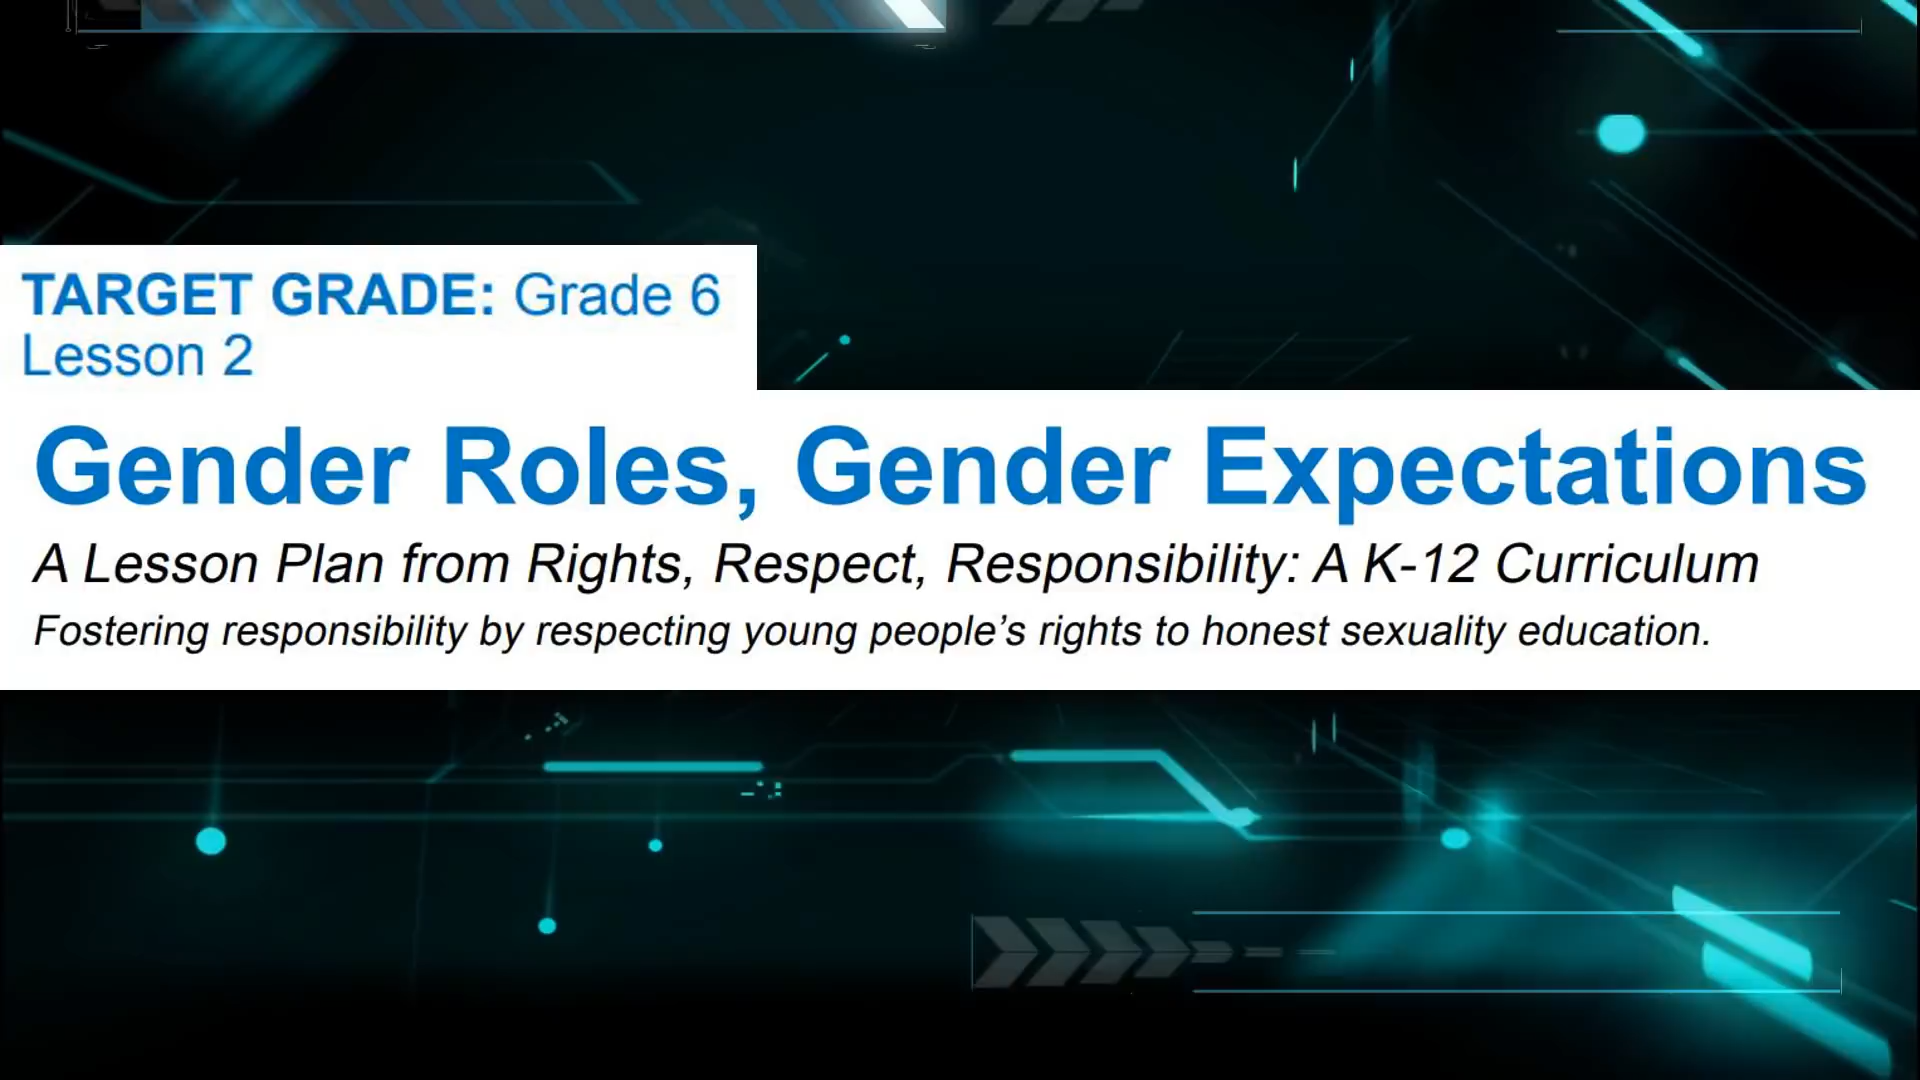 TARGET GRADE: Grade 6
Lesson 2
Gender Roles, Gender Expectations
A Lesson Plan from Rights, Respect, Responsibility: A K-12 Curriculum
Fostering responsibility by respecting young people’s rights to honest sexuality education.